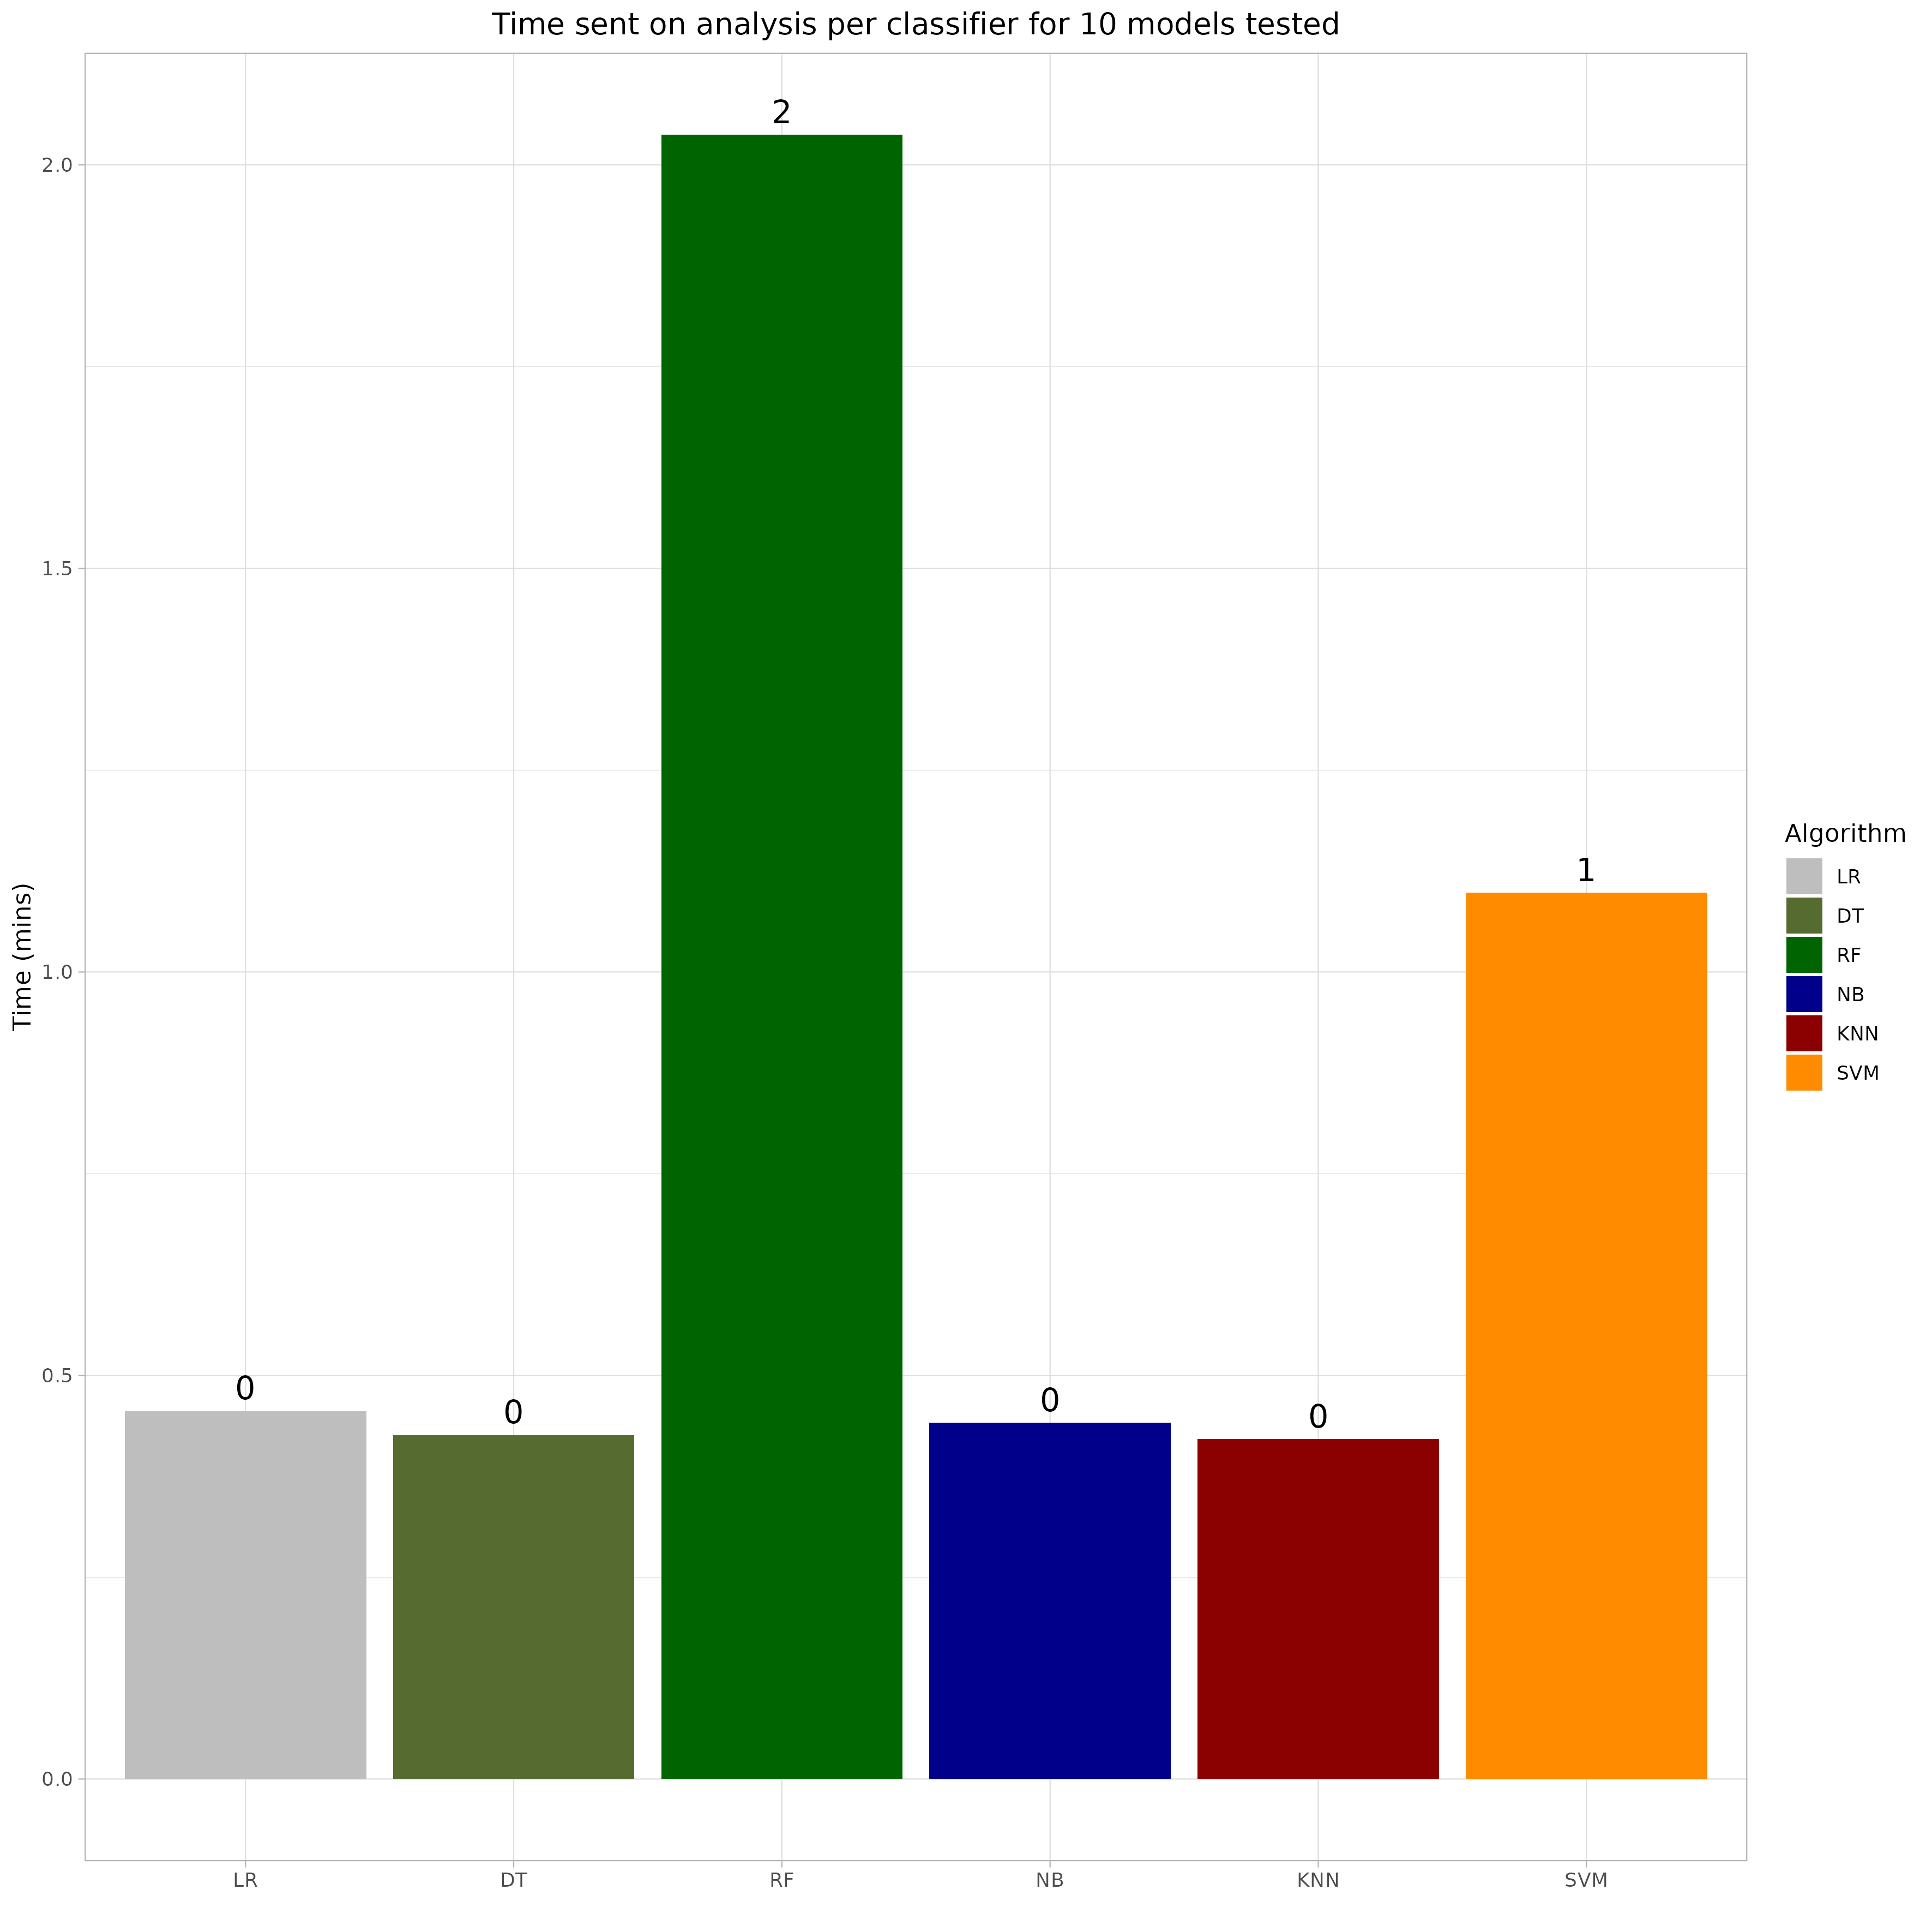 Time sent on analysis per classifier for 10 models tested
Time (mins)
2.0
1.5
1.0
0.5
0.0
0
0
2
0
0
1
LR
DT
RF
NB
KNN
SVM
Algorithm
LR
DT
RF
NB
KNN
SVM